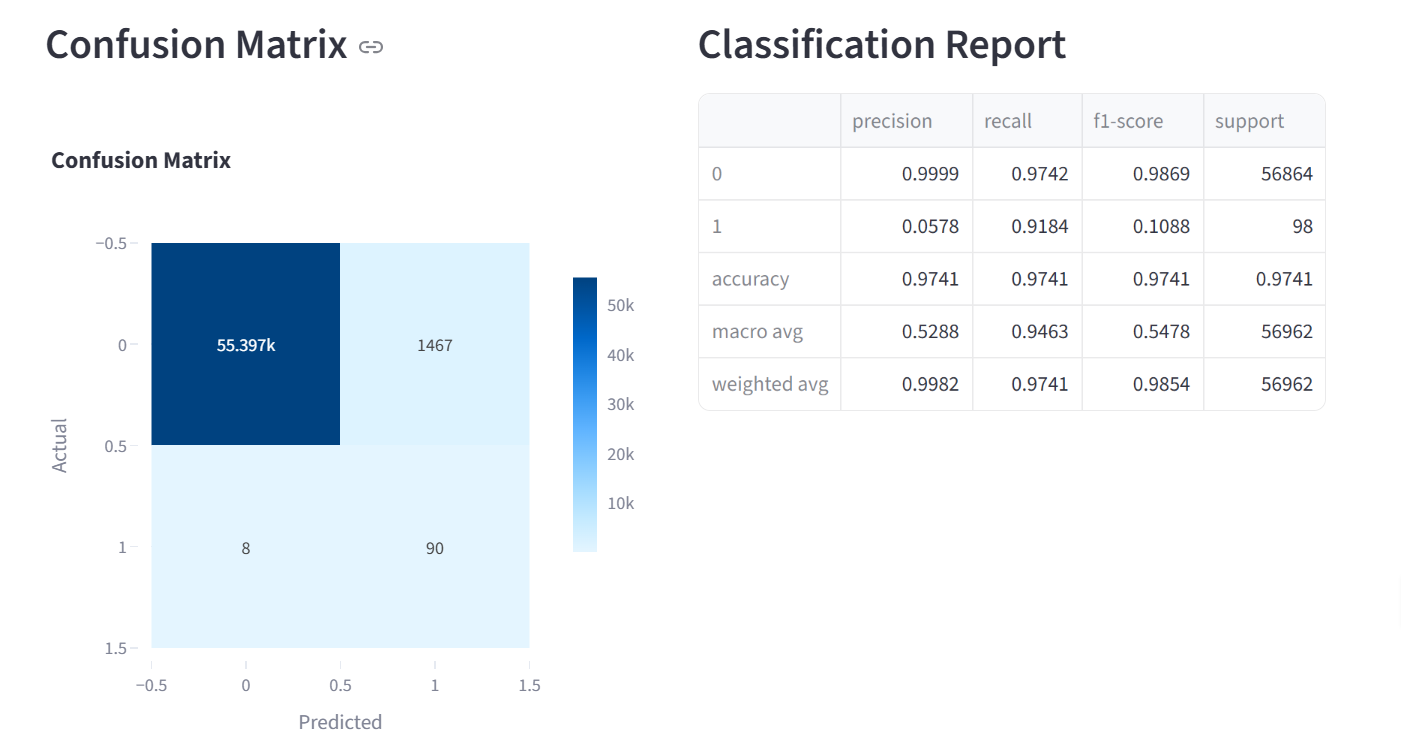 Confusion Matrix
Confusion Matrix
−0.5
0
0.5
1
1.5
Actual
55.397k 1467
8 90
−0.5 0 0.5 1 1.5
Predicted
50k
40k
30k
20k
10k
Classification Report
precision recall f1-score support
0 0.9999 0.9742 0.9869 56864
1 0.0578 0.9184 0.1088 98
accuracy 0.9741 0.9741 0.9741 0.9741
macro avg 0.5288 0.9463 0.5478 56962
weighted avg 0.9982 0.9741 0.9854 56962